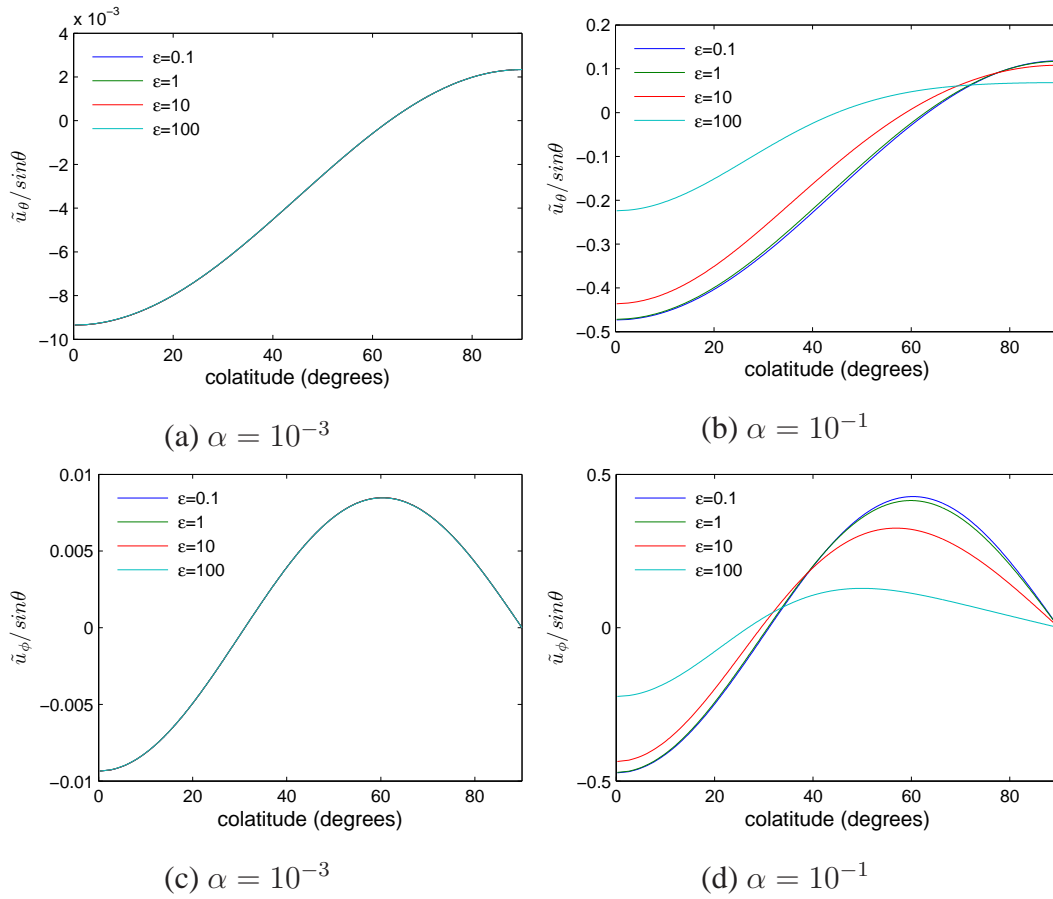 x 10⁻³
ε=0.1
ε=1
ε=10
ε=100
4
2
0
−2
−4
−6
−8
−10
ũ_θ/sinθ
0 20 40 60 80
colatitude (degrees)
(a) α = 10⁻³
ε=0.1
ε=1
ε=10
ε=100
0.2
0.1
0
−0.1
−0.2
−0.3
−0.4
−0.5
ũ_θ/sinθ
0 20 40 60 80
colatitude (degrees)
(b) α = 10⁻¹
ε=0.1
ε=1
ε=10
ε=100
0.01
0.005
0
−0.005
−0.01
ũ_ϕ/sinθ
0 20 40 60 80
colatitude (degrees)
(c) α = 10⁻³
ε=0.1
ε=1
ε=10
ε=100
0.5
0
−0.5
ũ_ϕ/sinθ
0 20 40 60 80
colatitude (degrees)
(d) α = 10⁻¹